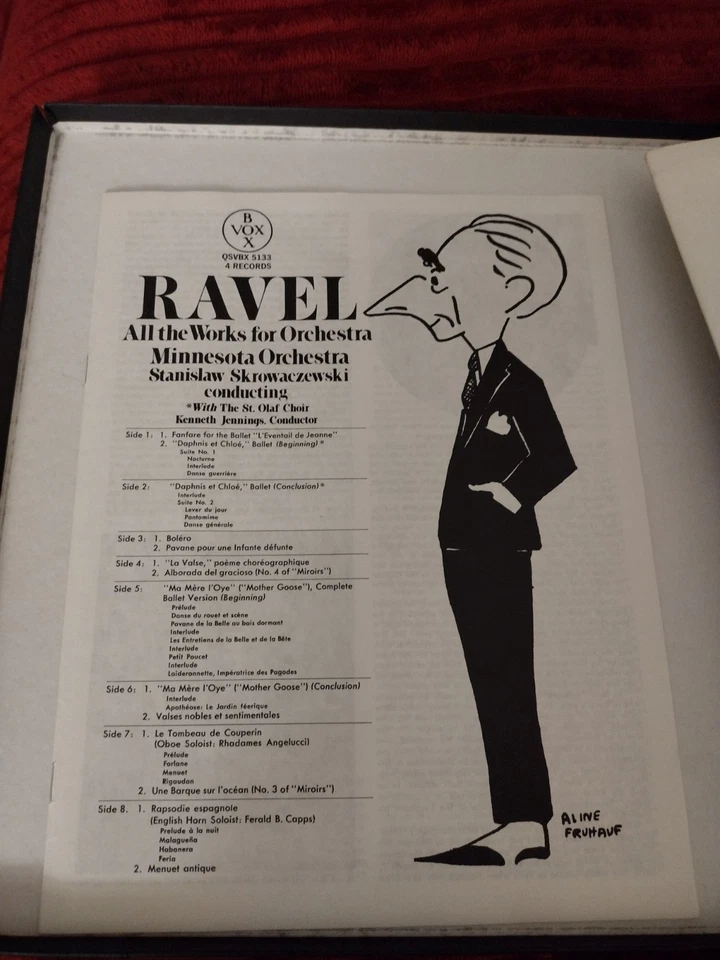 B
VOX
X
QSVBX 5133
4 RECORDS
RAVEL
All the Works for Orchestra
Minnesota Orchestra
Stanislaw Skrowaczewski
conducting
*With The St. Olaf Choir
Kenneth Jennings, Conductor
Side 1: 1. Fanfare for the Ballet "L'Eventail de Jeanne"
2. "Daphnis et Chloé," Ballet (Beginning)*
Suite No. 1
Nocturne
Interlude
Danse guerrière
Side 2: "Daphnis et Chloé," Ballet (Conclusion)*
Interlude
Suite No. 2
Lever du jour
Pantomime
Danse générale
Side 3: 1. Boléro
2. Pavane pour une Infante défunte
Side 4: 1. "La Valse," poème chorégraphique
2. Alborada del gracioso (No. 4 of "Miroirs")
Side 5: "Ma Mère l'Oye" ("Mother Goose"), Complete
Ballet Version (Beginning)
Prélude
Danse du rouet et scène
Pavane de la Belle au bois dormant
Interlude
Les Entretiens de la Belle et de la Bête
Interlude
Petit Poucet
Interlude
Laideronnette, Impératrice des Pagodes
Side 6: 1. "Ma Mère l'Oye" ("Mother Goose") (Conclusion)
Interlude
Apothéose: Le Jardin féerique
2. Valses nobles et sentimentales
Side 7: 1. Le Tombeau de Couperin
(Oboe Soloist: Rhadames Angelucci)
Prélude
Forlane
Menuet
Rigaudon
2. Une Barque sur l'océan (No. 3 of "Miroirs")
Side 8. 1. Rapsodie espagnole
(English Horn Soloist: Ferald B. Capps)
Prelude à la nuit
Malagueña
Habanera
Feria
2. Menuet antique
ALINE
FRUHAUF